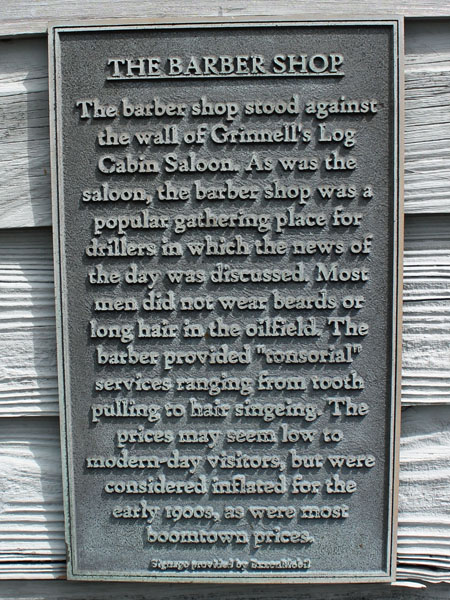 THE BARBER SHOP
The barber shop stood against
the wall of Grinnell's Log
Cabin Saloon. As was the
saloon, the barber shop was a
popular gathering place for
drillers in which the news of
the day was discussed. Most
men did not wear beards or
long hair in the oilfield. The
barber provided "tonsorial"
services ranging from tooth
pulling to hair singeing. The
prices may seem low to
modern-day visitors, but were
considered inflated for the
early 1900s, as were most
boomtown prices.
Signage provided by ExxonMobil